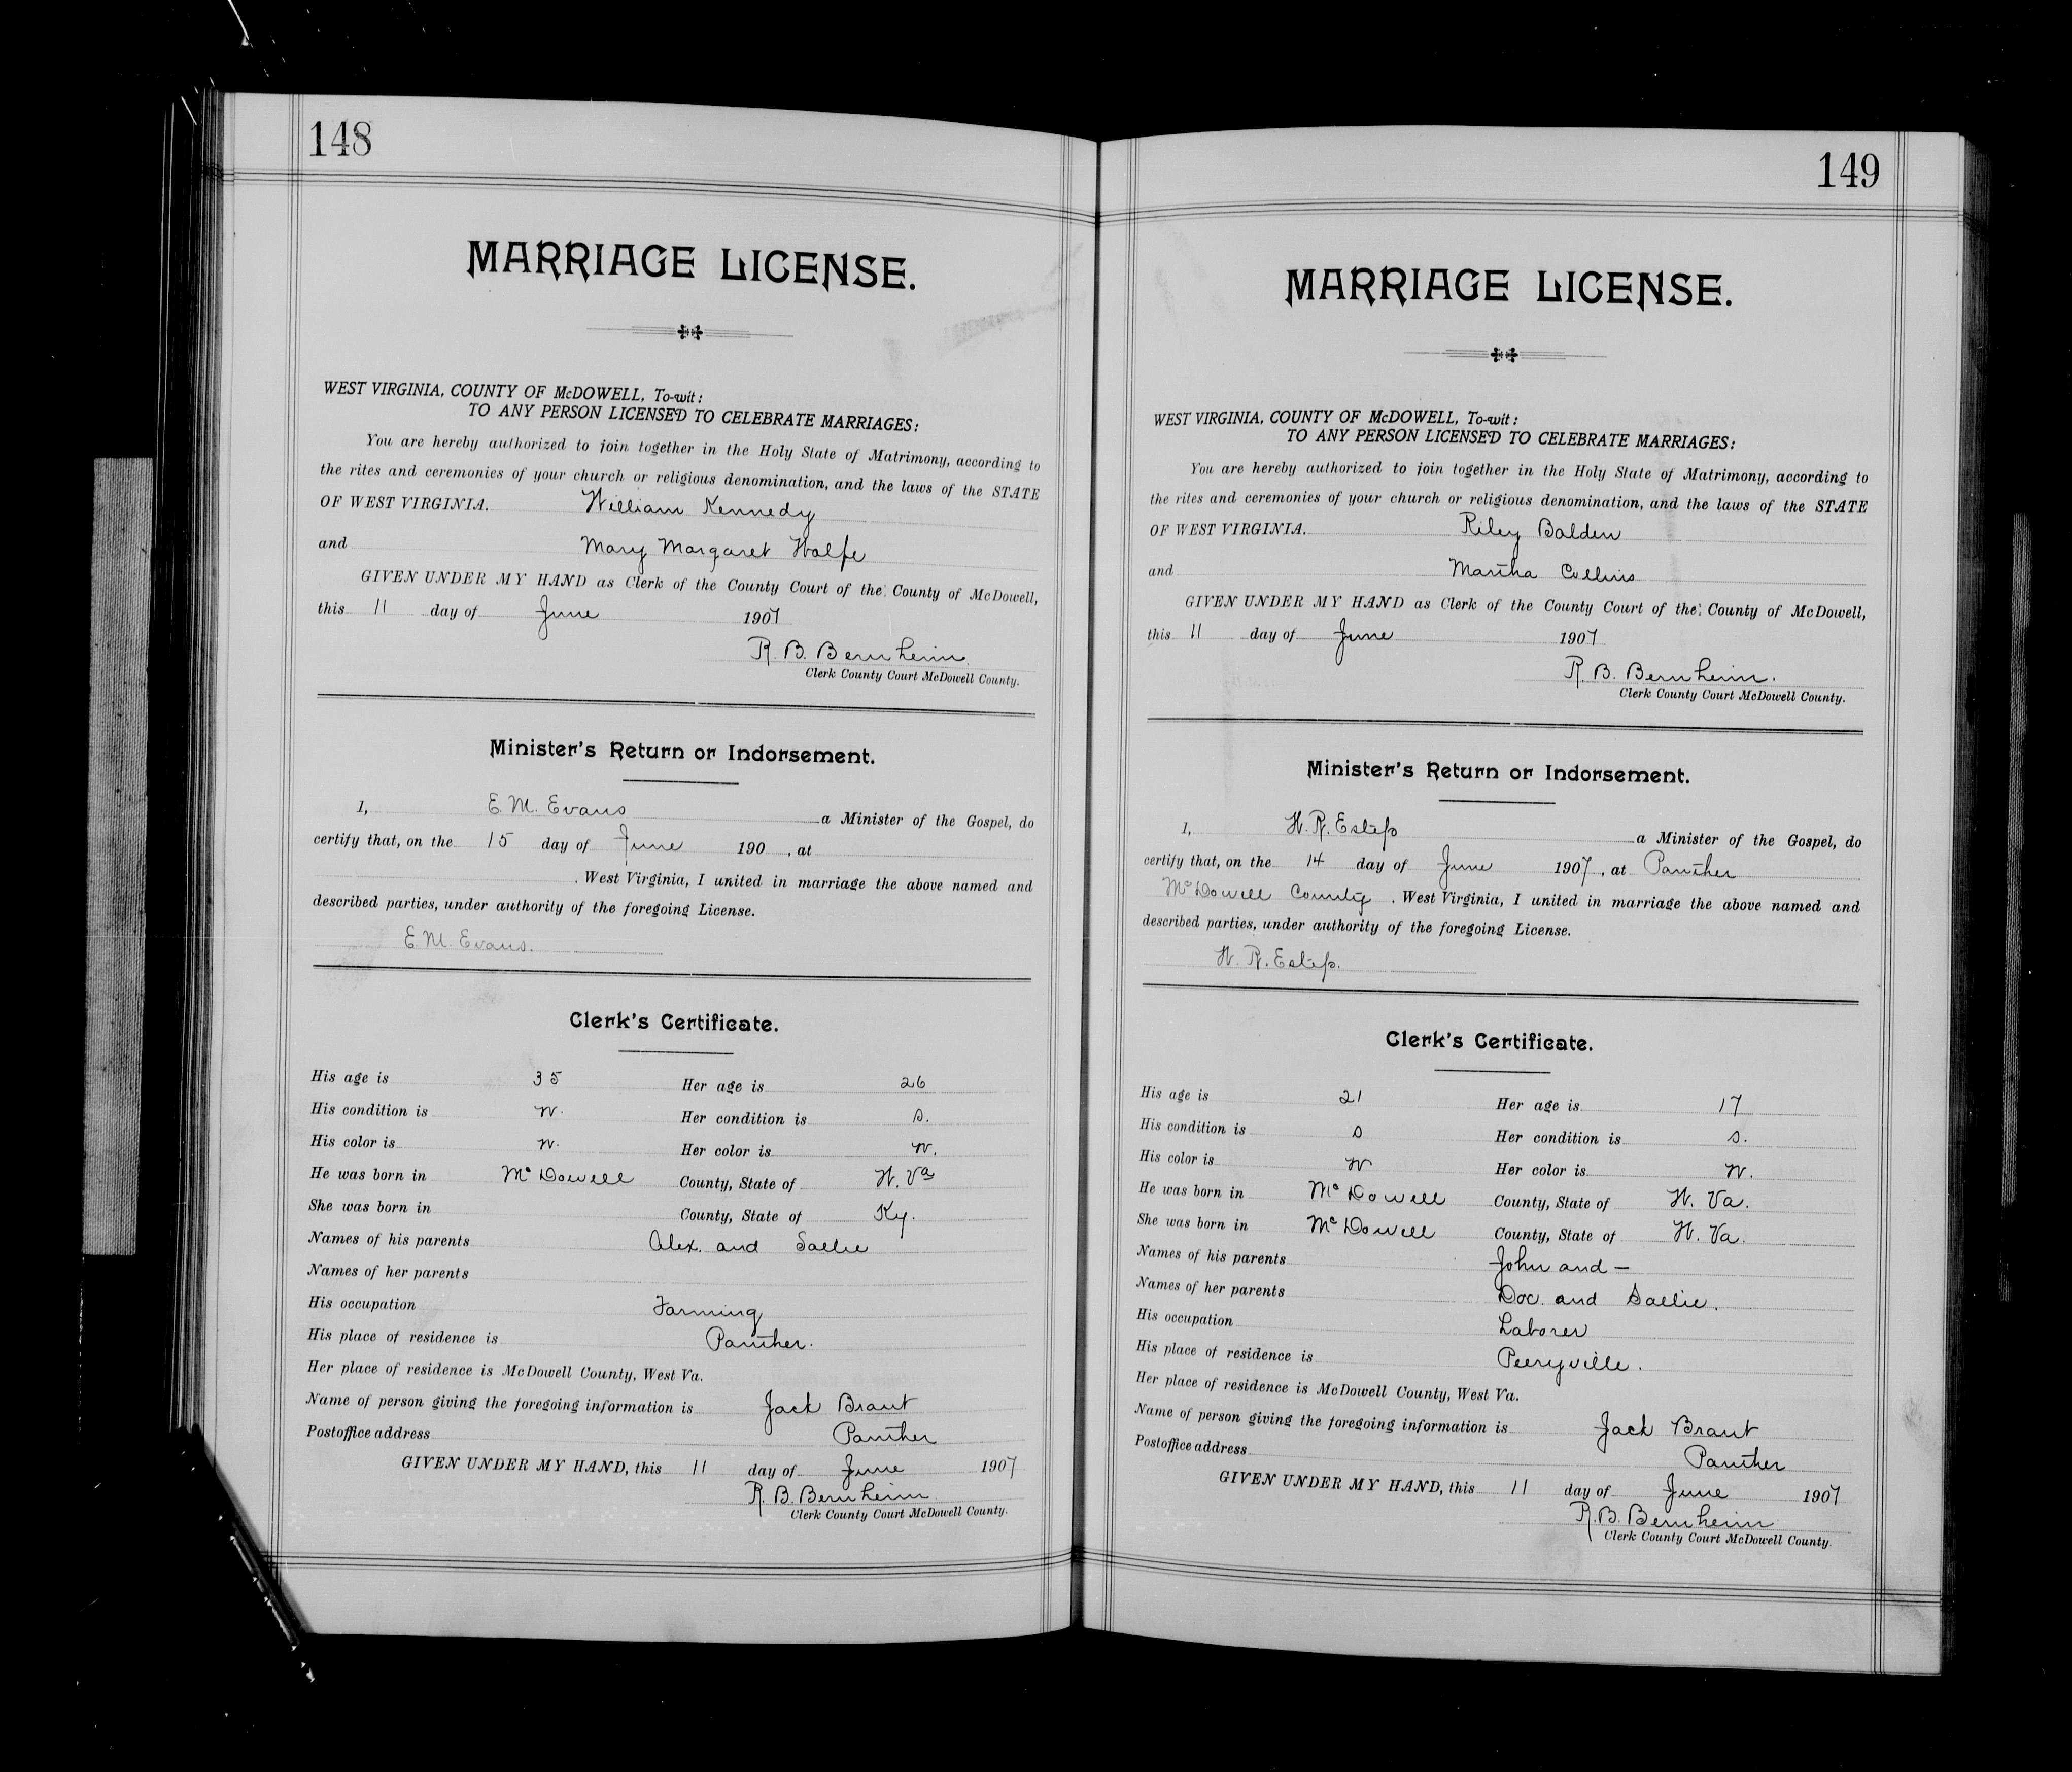 148
MARRIAGE LICENSE.
WEST VIRGINIA, COUNTY OF McDOWELL, To-wit:
TO ANY PERSON LICENSED TO CELEBRATE MARRIAGES:
You are hereby authorized to join together in the Holy State of Matrimony, according to
the rites and ceremonies of your church or religious denomination, and the laws of the STATE
OF WEST VIRGINIA. William Kennedy
and Mary Margaret Wolfe
GIVEN UNDER MY HAND as Clerk of the County Court of the County of McDowell,
this 11 day of June 1907
R. B. Bernheim.
Clerk County Court McDowell County.
Minister's Return or Indorsement.
I, E. M. Evans a Minister of the Gospel, do
certify that, on the 15 day of June 190 , at
. West Virginia, I united in marriage the above named and
described parties, under authority of the foregoing License.
E. M. Evans.
Clerk's Certificate.
His age is 35 Her age is 26
His condition is W. Her condition is S.
His color is W. Her color is W.
He was born in McDowell County, State of W. Va
She was born in County, State of Ky.
Names of his parents Alex. and Sallie
Names of her parents
His occupation Farming
His place of residence is Panther.
Her place of residence is McDowell County, West Va.
Name of person giving the foregoing information is Jack Brant
Postoffice address Panther
GIVEN UNDER MY HAND, this 11 day of June 1907
R. B. Bernheim.
Clerk County Court McDowell County.
149
MARRIAGE LICENSE.
WEST VIRGINIA, COUNTY OF McDOWELL, To-wit:
TO ANY PERSON LICENSED TO CELEBRATE MARRIAGES:
You are hereby authorized to join together in the Holy State of Matrimony, according to
the rites and ceremonies of your church or religious denomination, and the laws of the STATE
OF WEST VIRGINIA. Riley Bolden
and Martha Collins
GIVEN UNDER MY HAND as Clerk of the County Court of the County of McDowell,
this 11 day of June 1907
R. B. Bernheim.
Clerk County Court McDowell County.
Minister's Return or Indorsement.
I, W. R. Estep a Minister of the Gospel, do
certify that, on the 14 day of June 1907, at Panther
McDowell County . West Virginia, I united in marriage the above named and
described parties, under authority of the foregoing License.
W. R. Estep.
Clerk's Certificate.
His age is 21 Her age is 17
His condition is S Her condition is S.
His color is W Her color is W.
He was born in McDowell County, State of W. Va.
She was born in McDowell County, State of W. Va.
Names of his parents John and —
Names of her parents Doc. and Sallie.
His occupation Laborer
His place of residence is Peeryville.
Her place of residence is McDowell County, West Va.
Name of person giving the foregoing information is Jack Brant
Postoffice address Panther
GIVEN UNDER MY HAND, this 11 day of June 1907
R. B. Bernheim
Clerk County Court McDowell County.